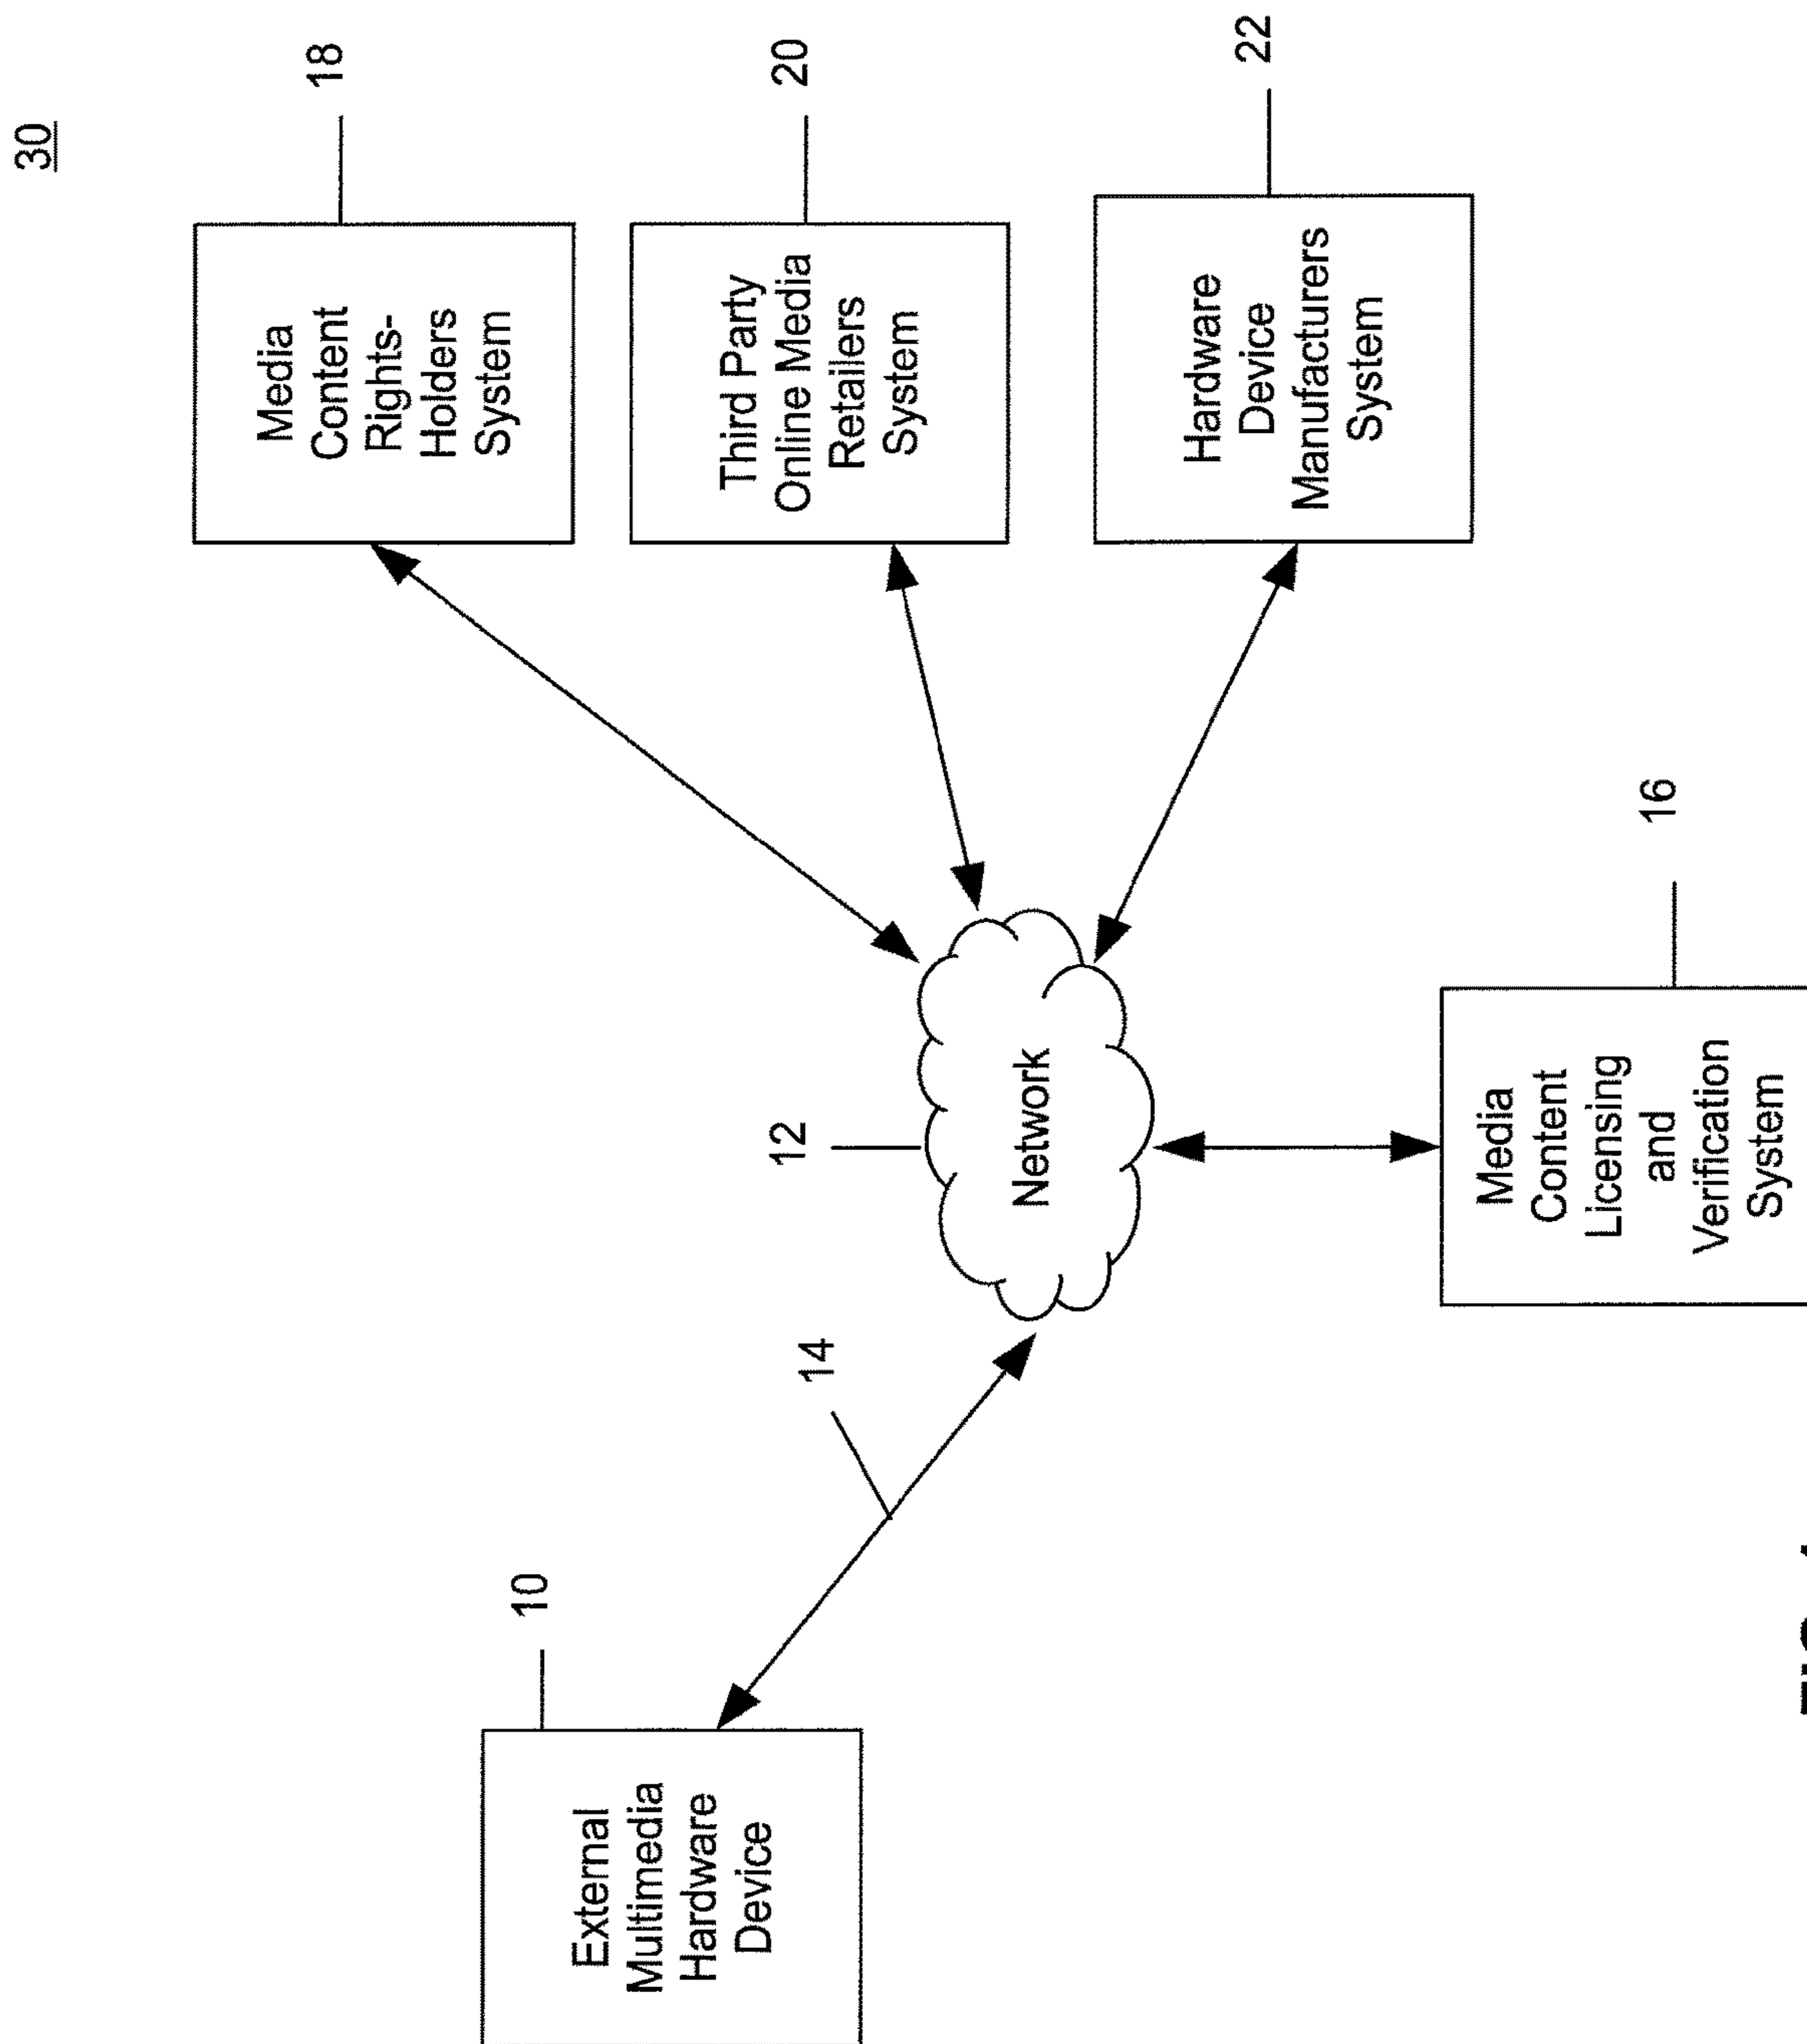 30
Media
Content
Rights-
Holders
System
18
Third Party
Online Media
Retailers
System
20
Hardware
Device
Manufacturers
System
22
12
Network
14
10
External
Multimedia
Hardware
Device
Media
Content
Licensing
and
Verification
System
16